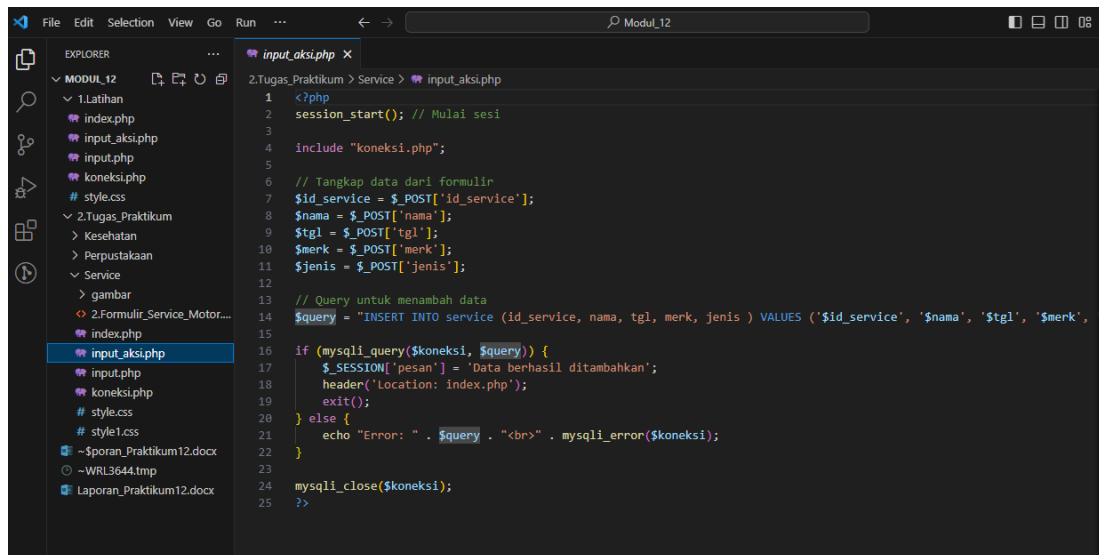 File Edit Selection View Go Run ··· ← → Modul_12
EXPLORER ···
MODUL_12
1.Latihan
index.php
input_aksi.php
input.php
koneksi.php
# style.css
2.Tugas_Praktikum
Kesehatan
Perpustakaan
Service
gambar
<> 2.Formulir_Service_Motor....
index.php
input_aksi.php
input.php
koneksi.php
# style.css
# style1.css
~$poran_Praktikum12.docx
~WRL3644.tmp
Laporan_Praktikum12.docx
input_aksi.php ×
2.Tugas_Praktikum > Service > input_aksi.php
1 <?php
2 session_start(); // Mulai sesi
3
4 include "koneksi.php";
5
6 // Tangkap data dari formulir
7 $id_service = $_POST['id_service'];
8 $nama = $_POST['nama'];
9 $tgl = $_POST['tgl'];
10 $merk = $_POST['merk'];
11 $jenis = $_POST['jenis'];
12
13 // Query untuk menambah data
14 $query = "INSERT INTO service (id_service, nama, tgl, merk, jenis ) VALUES ('$id_service', '$nama', '$tgl', '$merk',
15
16 if (mysqli_query($koneksi, $query)) {
17 $_SESSION['pesan'] = 'Data berhasil ditambahkan';
18 header('Location: index.php');
19 exit();
20 } else {
21 echo "Error: " . $query . "<br>" . mysqli_error($koneksi);
22 }
23
24 mysqli_close($koneksi);
25 ?>